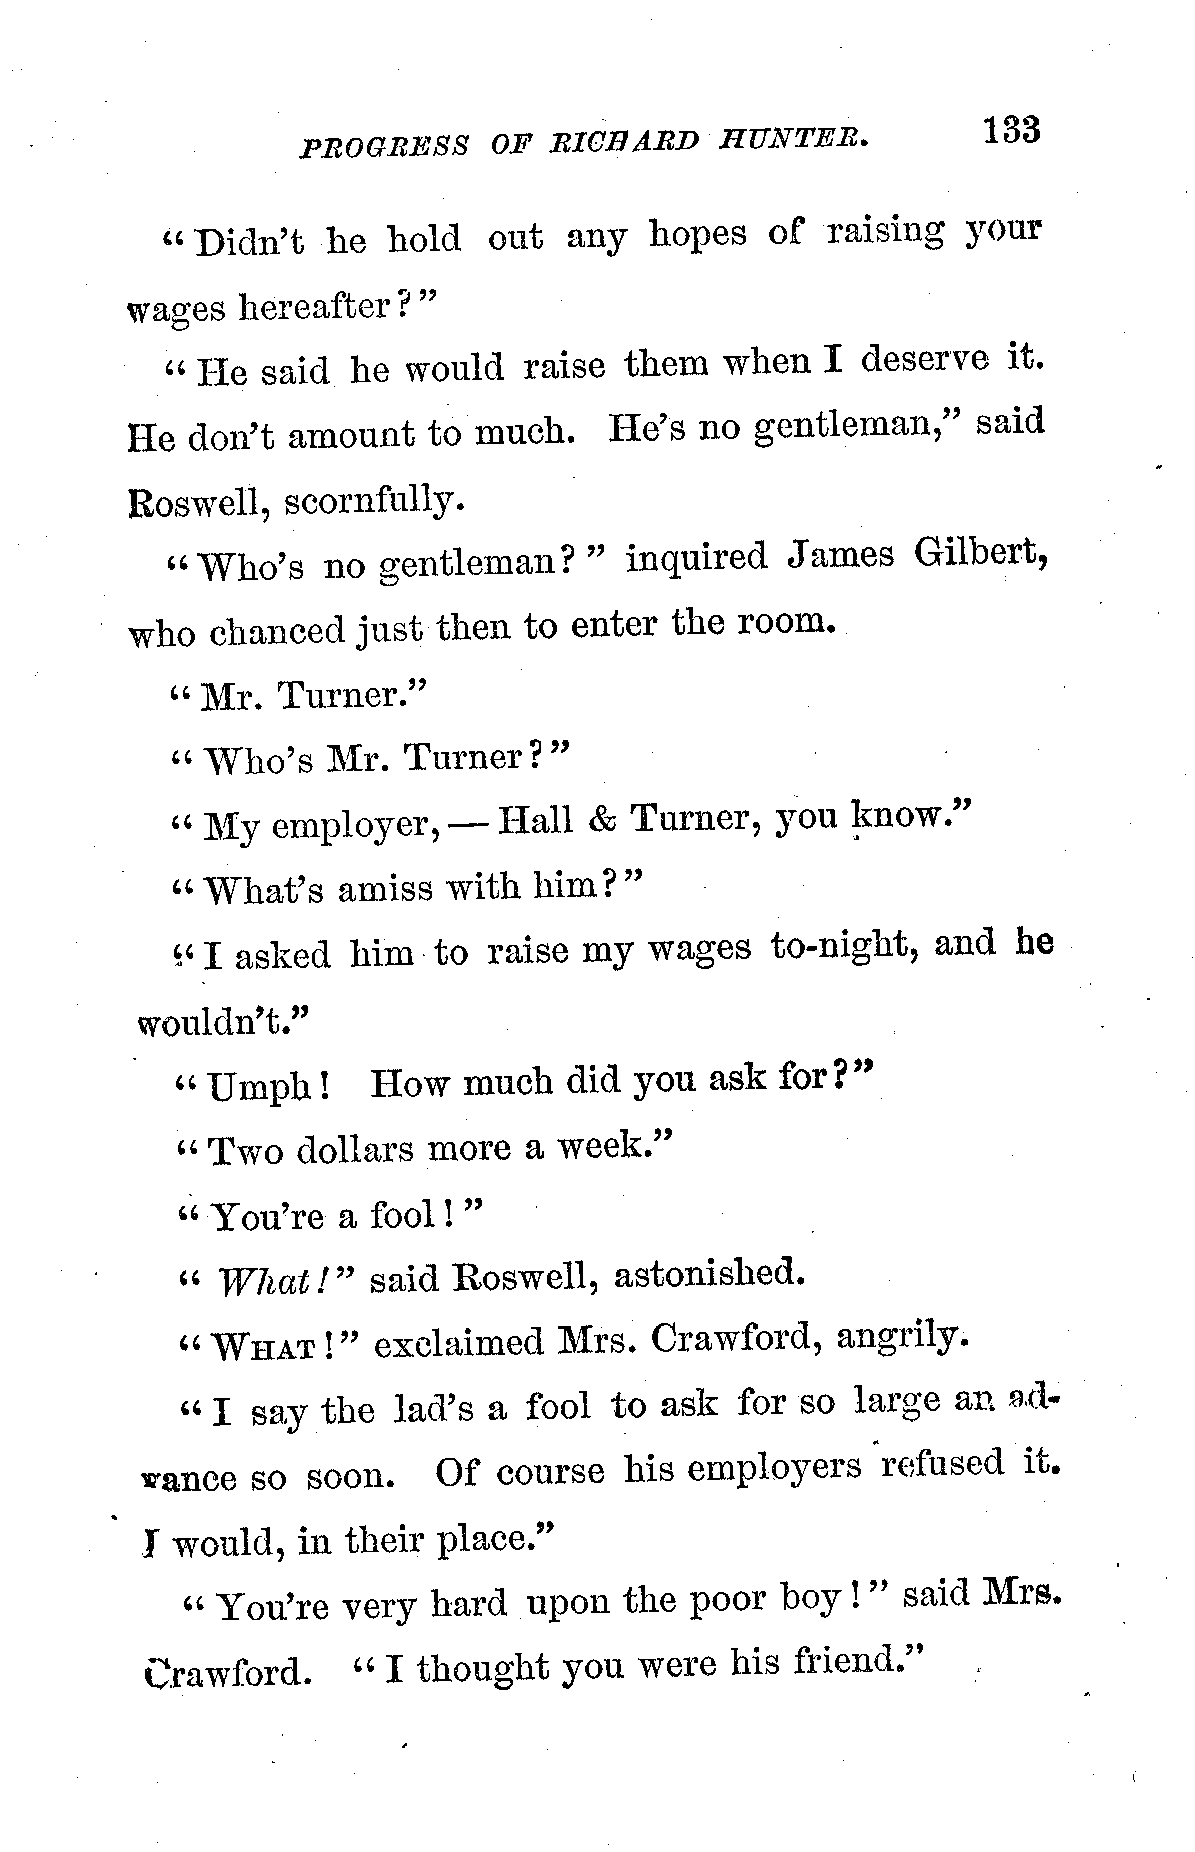 PROGRESS OF RICHARD HUNTER. 133
“Didn’t he hold out any hopes of raising your
wages hereafter?”
“He said he would raise them when I deserve it.
He don’t amount to much. He’s no gentleman,” said
Roswell, scornfully.
“Who’s no gentleman?” inquired James Gilbert,
who chanced just then to enter the room.
“Mr. Turner.”
“Who’s Mr. Turner?”
“My employer,—Hall & Turner, you know.”
“What’s amiss with him?”
“I asked him to raise my wages to-night, and he
wouldn’t.”
“Umph! How much did you ask for?”
“Two dollars more a week.”
“You’re a fool!”
“What!” said Roswell, astonished.
“WHAT!” exclaimed Mrs. Crawford, angrily.
“I say the lad’s a fool to ask for so large an ad-
vance so soon. Of course his employers refused it.
I would, in their place.”
“You’re very hard upon the poor boy!” said Mrs.
Crawford. “I thought you were his friend.”